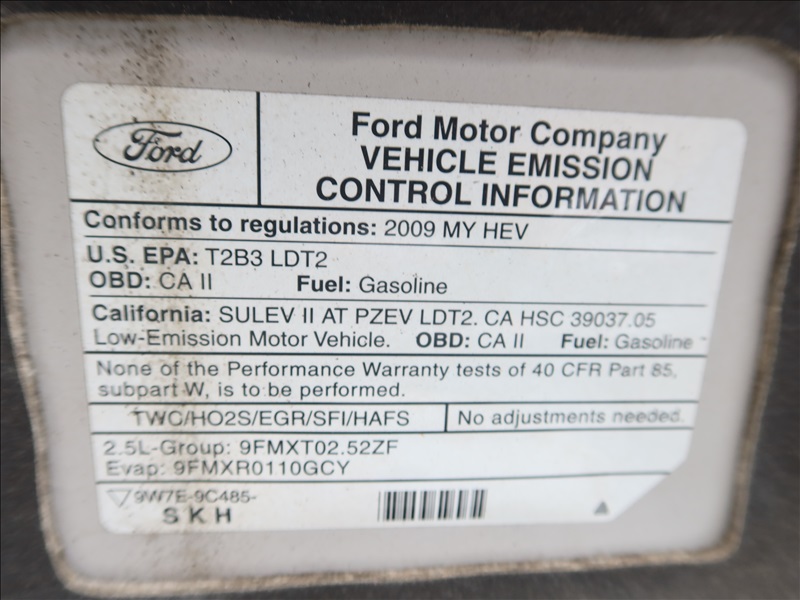 Ford
Ford Motor Company
VEHICLE EMISSION
CONTROL INFORMATION
Conforms to regulations: 2009 MY HEV
U.S. EPA: T2B3 LDT2
OBD: CA II Fuel: Gasoline
California: SULEV II AT PZEV LDT2. CA HSC 39037.05
Low-Emission Motor Vehicle. OBD: CA II Fuel: Gasoline
None of the Performance Warranty tests of 40 CFR Part 85,
subpart W, is to be performed.
TWC/HO2S/EGR/SFI/HAFS No adjustments needed.
2.5L-Group: 9FMXT02.52ZF
Evap: 9FMXR0110GCY
9W7E-9C485-
SKH